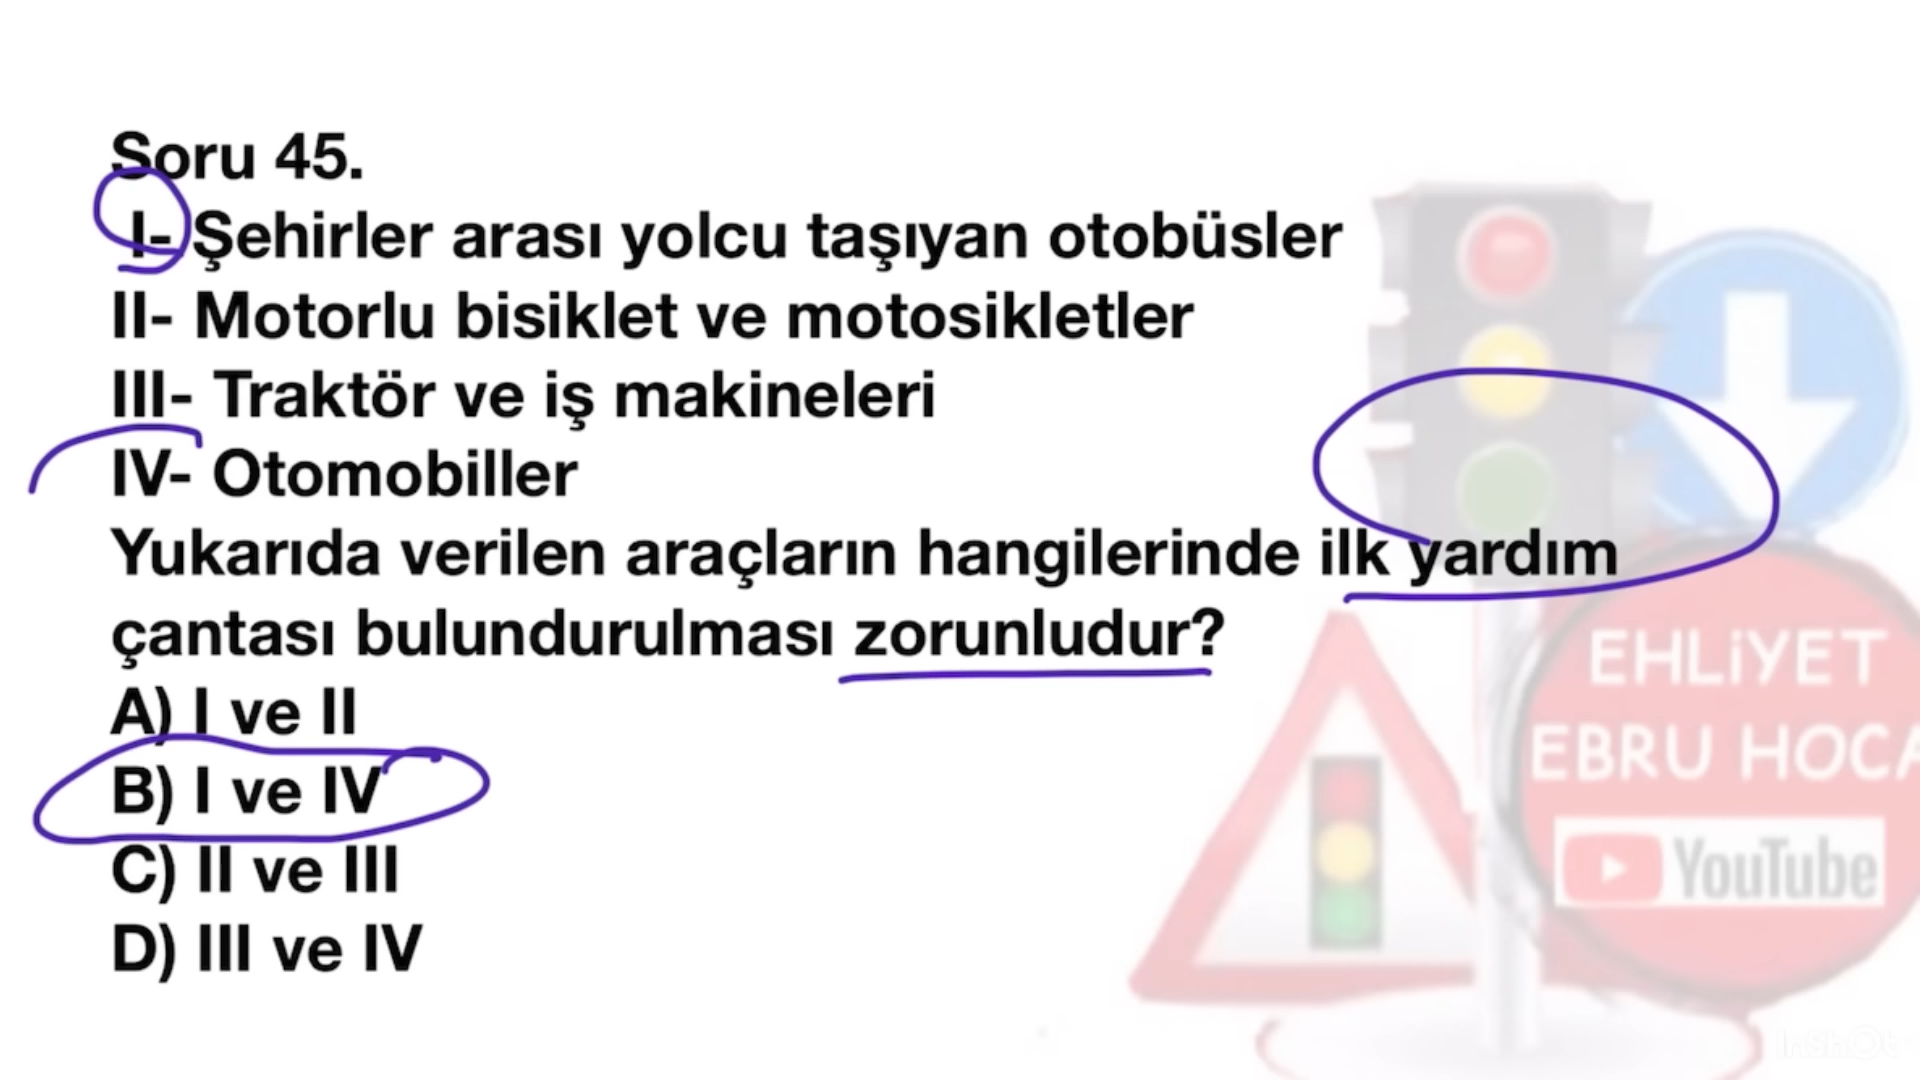 Soru 45.
I- Şehirler arası yolcu taşıyan otobüsler
II- Motorlu bisiklet ve motosikletler
III- Traktör ve iş makineleri
IV- Otomobiller
Yukarıda verilen araçların hangilerinde ilk yardım
çantası bulundurulması zorunludur?
A) I ve II
B) I ve IV
C) II ve III
D) III ve IV
EHLiYET
EBRU HOCA
YouTube
InShOt